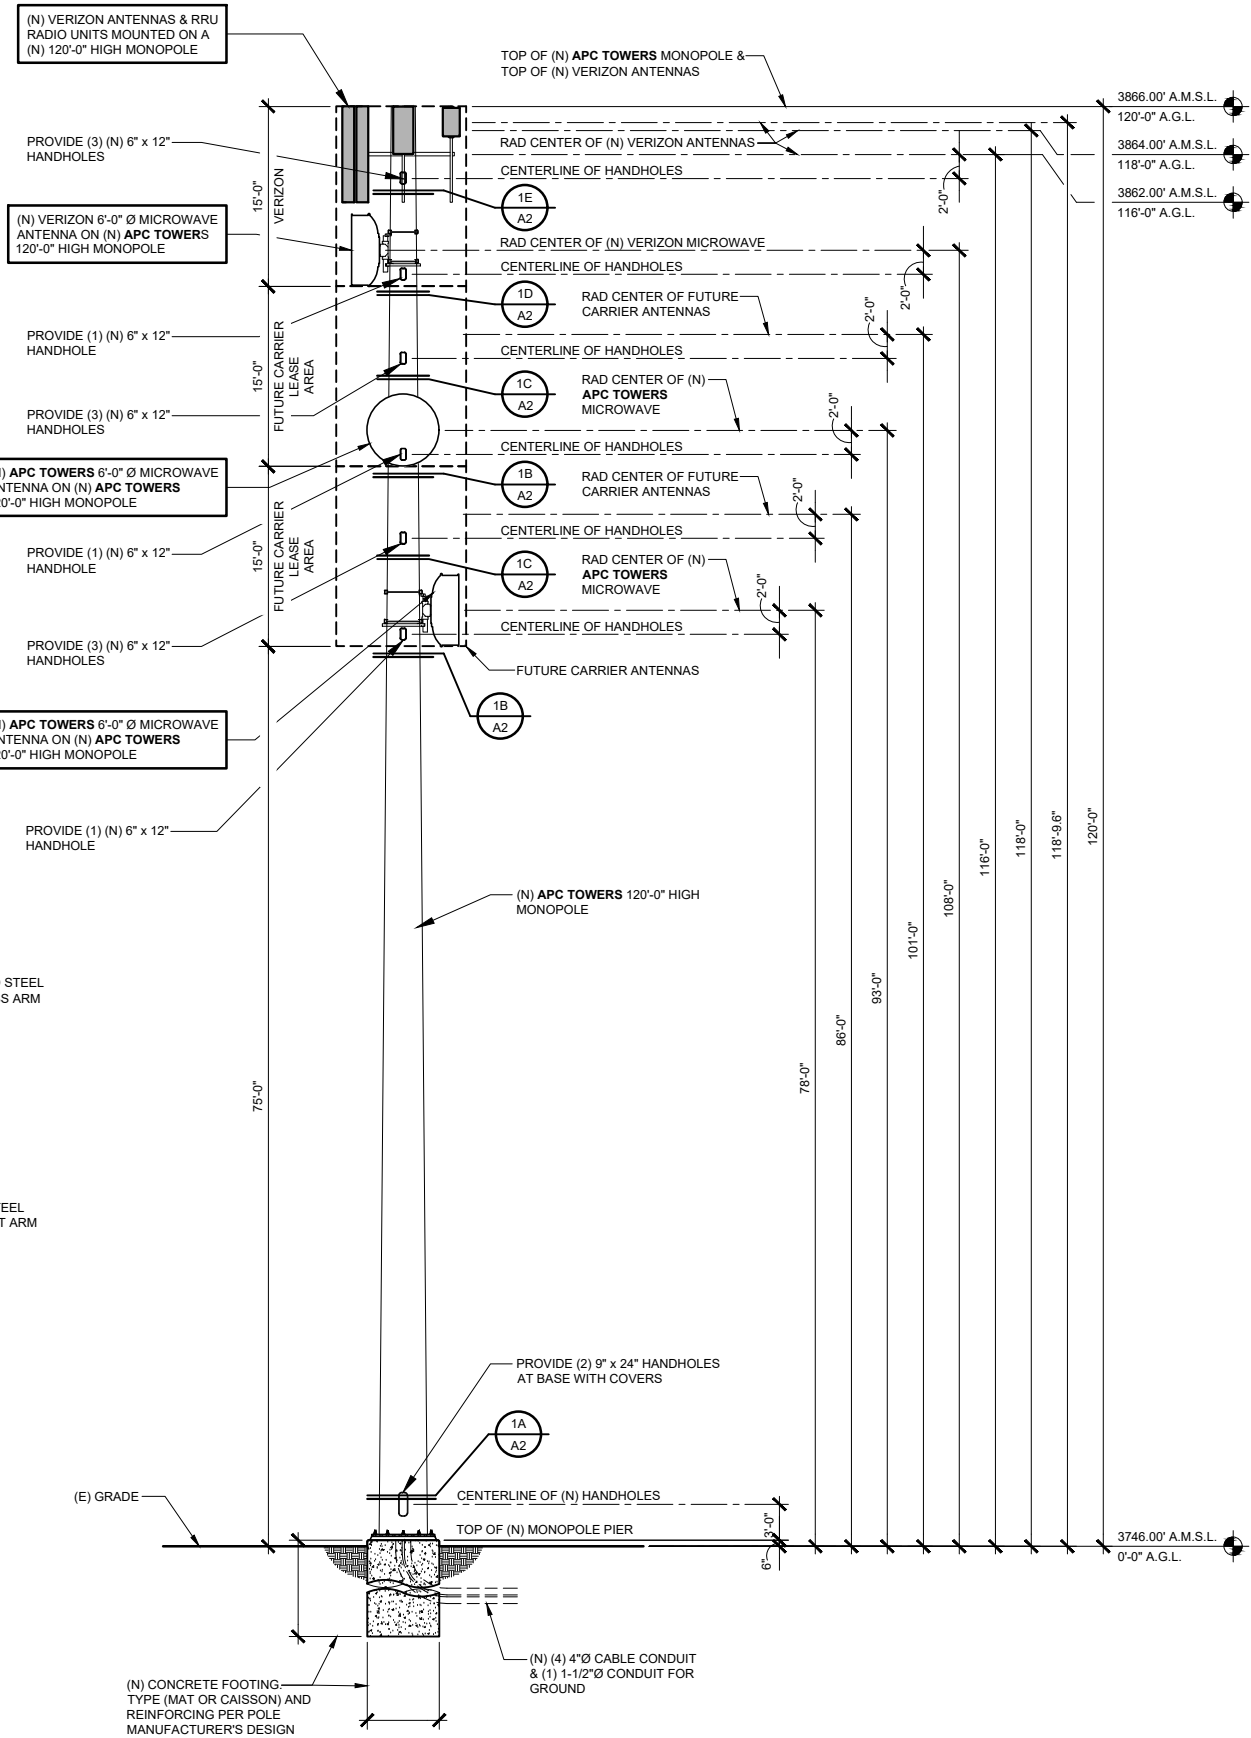 (N) VERIZON ANTENNAS & RRU
RADIO UNITS MOUNTED ON A
(N) 120'-0" HIGH MONOPOLE
TOP OF (N) APC TOWERS MONOPOLE &
TOP OF (N) VERIZON ANTENNAS
3866.00' A.M.S.L.
120'-0" A.G.L.
PROVIDE (3) (N) 6" x 12"
HANDHOLES
RAD CENTER OF (N) VERIZON ANTENNAS
3864.00' A.M.S.L.
118'-0" A.G.L.
CENTERLINE OF HANDHOLES
15'-0"
VERIZON
1E
A2
2'-0"
3862.00' A.M.S.L.
116'-0" A.G.L.
(N) VERIZON 6'-0" Ø MICROWAVE
ANTENNA ON (N) APC TOWERS
120'-0" HIGH MONOPOLE
RAD CENTER OF (N) VERIZON MICROWAVE
CENTERLINE OF HANDHOLES
2'-0"
1D
A2
RAD CENTER OF FUTURE
CARRIER ANTENNAS
2'-0"
PROVIDE (1) (N) 6" x 12"
HANDHOLE
15'-0"
FUTURE CARRIER
LEASE
AREA
CENTERLINE OF HANDHOLES
1C
A2
RAD CENTER OF (N)
APC TOWERS
MICROWAVE
2'-0"
PROVIDE (3) (N) 6" x 12"
HANDHOLES
CENTERLINE OF HANDHOLES
) APC TOWERS 6'-0" Ø MICROWAVE
NTENNA ON (N) APC TOWERS
20'-0" HIGH MONOPOLE
1B
A2
RAD CENTER OF FUTURE
CARRIER ANTENNAS
2'-0"
PROVIDE (1) (N) 6" x 12"
HANDHOLE
15'-0"
FUTURE CARRIER
LEASE
AREA
CENTERLINE OF HANDHOLES
1C
A2
RAD CENTER OF (N)
APC TOWERS
MICROWAVE
2'-0"
PROVIDE (3) (N) 6" x 12"
HANDHOLES
CENTERLINE OF HANDHOLES
FUTURE CARRIER ANTENNAS
1B
A2
) APC TOWERS 6'-0" Ø MICROWAVE
NTENNA ON (N) APC TOWERS
20'-0" HIGH MONOPOLE
PROVIDE (1) (N) 6" x 12"
HANDHOLE
(N) APC TOWERS 120'-0" HIGH
MONOPOLE
STEEL
S ARM
75'-0"
78'-0"
86'-0"
93'-0"
101'-0"
108'-0"
116'-0"
118'-0"
118'-9.6"
120'-0"
EEL
T ARM
PROVIDE (2) 9" x 24" HANDHOLES
AT BASE WITH COVERS
1A
A2
(E) GRADE
CENTERLINE OF (N) HANDHOLES
3'-0"
TOP OF (N) MONOPOLE PIER
6"
3746.00' A.M.S.L.
0'-0" A.G.L.
(N) (4) 4"Ø CABLE CONDUIT
& (1) 1-1/2"Ø CONDUIT FOR
GROUND
(N) CONCRETE FOOTING.
TYPE (MAT OR CAISSON) AND
REINFORCING PER POLE
MANUFACTURER'S DESIGN